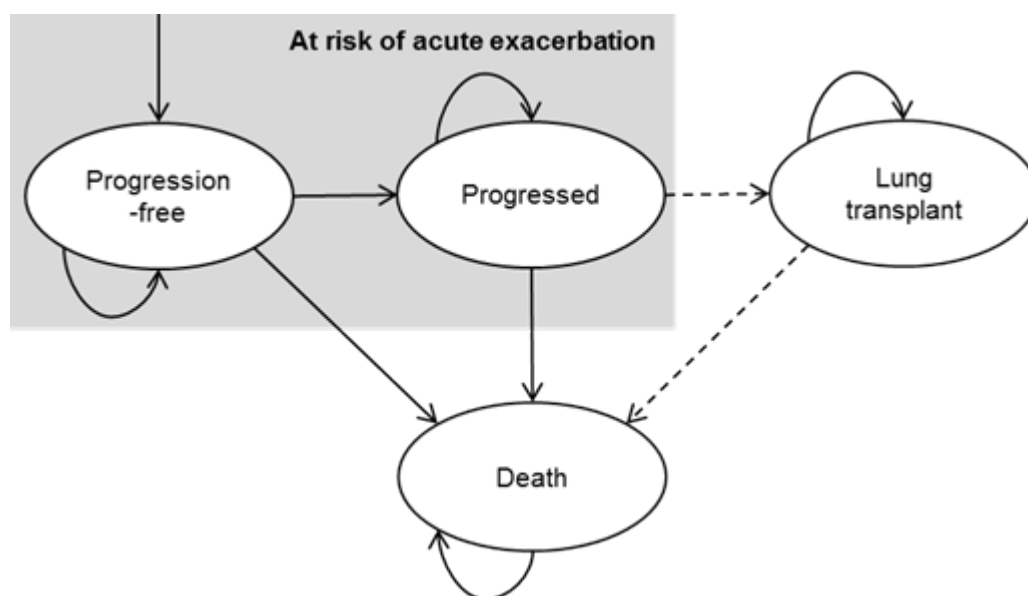 At risk of acute exacerbation
Progression
-free
Progressed
Lung
transplant
Death